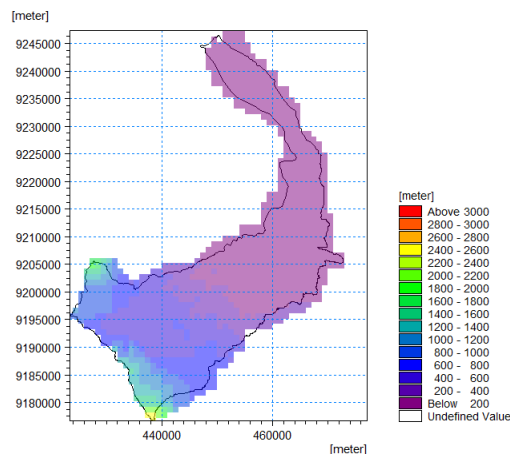 [meter]
9245000
9240000
9235000
9230000
9225000
9220000
9215000
9210000
9205000
9200000
9195000
9190000
9185000
9180000
440000 460000
[meter]
[meter]
Above 3000
2800 - 3000
2600 - 2800
2400 - 2600
2200 - 2400
2000 - 2200
1800 - 2000
1600 - 1800
1400 - 1600
1200 - 1400
1000 - 1200
800 - 1000
600 - 800
400 - 600
200 - 400
Below 200
Undefined Value